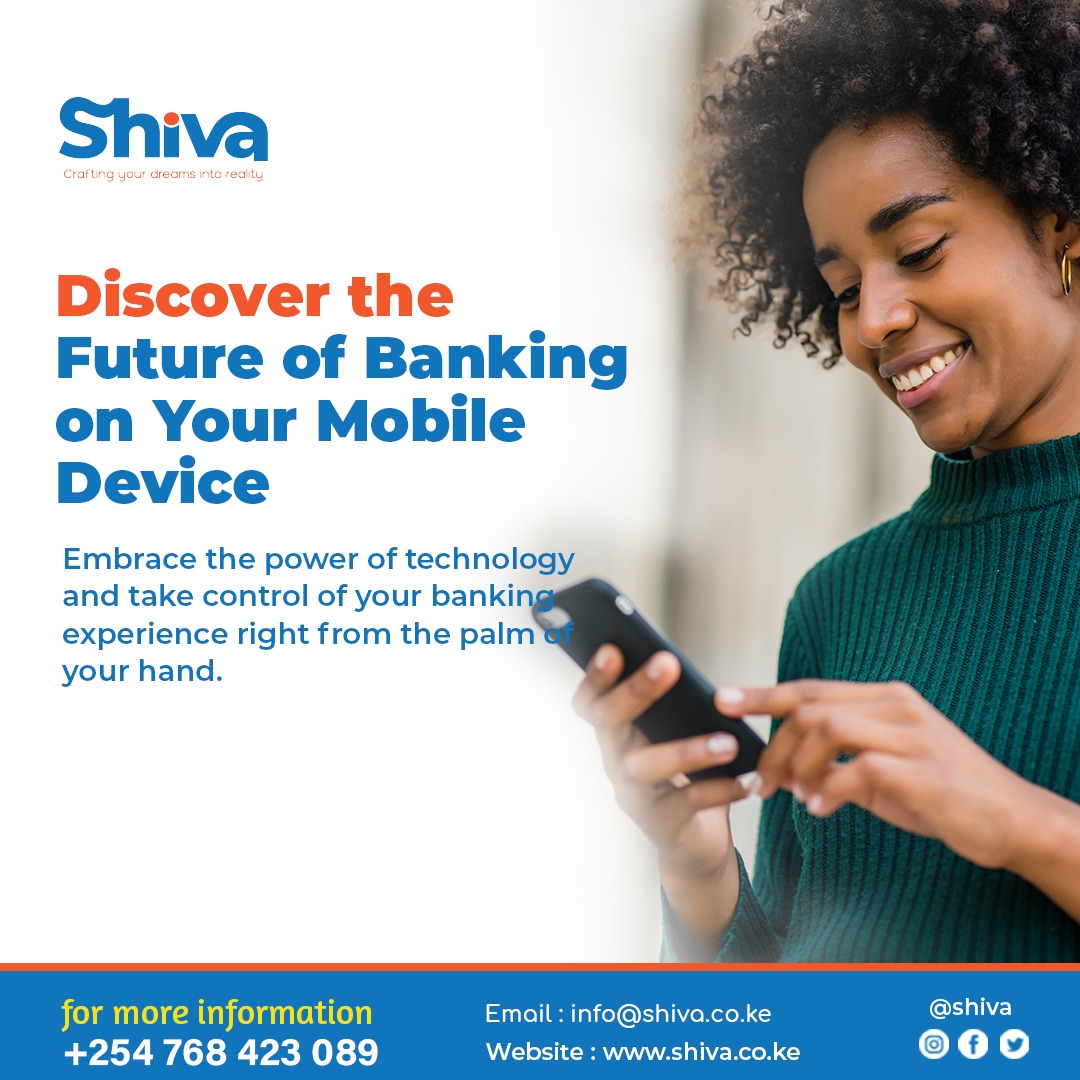 Shiva
Crafting your dreams into reality
Discover the
Future of Banking
on Your Mobile
Device
Embrace the power of technology
and take control of your banking
experience right from the palm of
your hand.
for more information
+254 768 423 089
Email : info@shiva.co.ke
Website : www.shiva.co.ke
@shiva